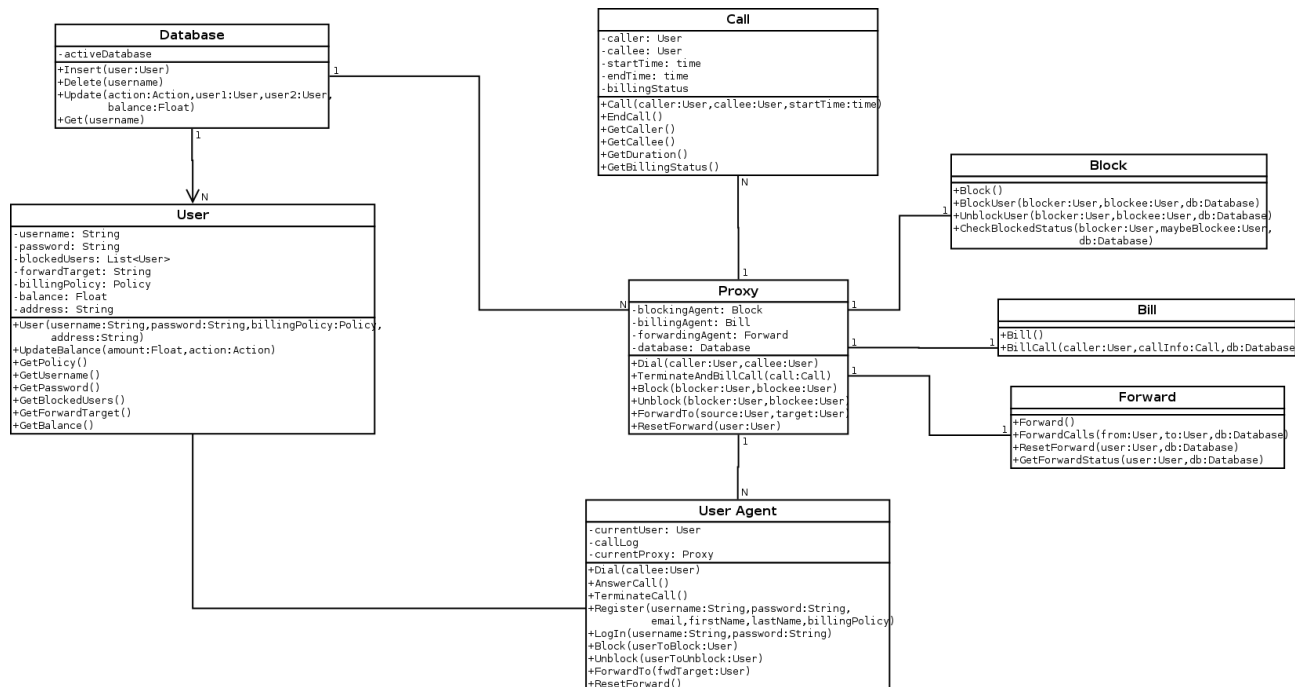 Database
-activeDatabase
+Insert(user:User)
+Delete(username)
+Update(action:Action,user1:User,user2:User,
balance:Float)
+Get(username)
1
1
N
Call
-caller: User
-callee: User
-startTime: time
-endTime: time
-billingStatus
+Call(caller:User,callee:User,startTime:time)
+EndCall()
+GetCaller()
+GetCallee()
+GetDuration()
+GetBillingStatus()
N
1
Block
+Block()
+BlockUser(blocker:User,blockee:User,db:Database)
+UnblockUser(blocker:User,blockee:User,db:Database)
+CheckBlockedStatus(blocker:User,maybeBlockee:User,
db:Database)
1
User
-username: String
-password: String
-blockedUsers: List<User>
-forwardTarget: String
-billingPolicy: Policy
-balance: Float
-address: String
+User(username:String,password:String,billingPolicy:Policy,
address:String)
+UpdateBalance(amount:Float,action:Action)
+GetPolicy()
+GetUsername()
+GetPassword()
+GetBlockedUsers()
+GetForwardTarget()
+GetBalance()
Proxy
-blockingAgent: Block
-billingAgent: Bill
-forwardingAgent: Forward
-database: Database
+Dial(caller:User,callee:User)
+TerminateAndBillCall(call:Call)
+Block(blocker:User,blockee:User)
+Unblock(blocker:User,blockee:User)
+ForwardTo(source:User,target:User)
+ResetForward(user:User)
N
1
1
1
1
N
Bill
+Bill()
+BillCall(caller:User,callInfo:Call,db:Database
1
Forward
+Forward()
+ForwardCalls(from:User,to:User,db:Database)
+ResetForward(user:User,db:Database)
+GetForwardStatus(user:User,db:Database)
1
User Agent
-currentUser: User
-callLog
-currentProxy: Proxy
+Dial(callee:User)
+AnswerCall()
+TerminateCall()
+Register(username:String,password:String,
email,firstName,lastName,billingPolicy)
+LogIn(username:String,password:String)
+Block(userToBlock:User)
+Unblock(userToUnblock:User)
+ForwardTo(fwdTarget:User)
+ResetForward()